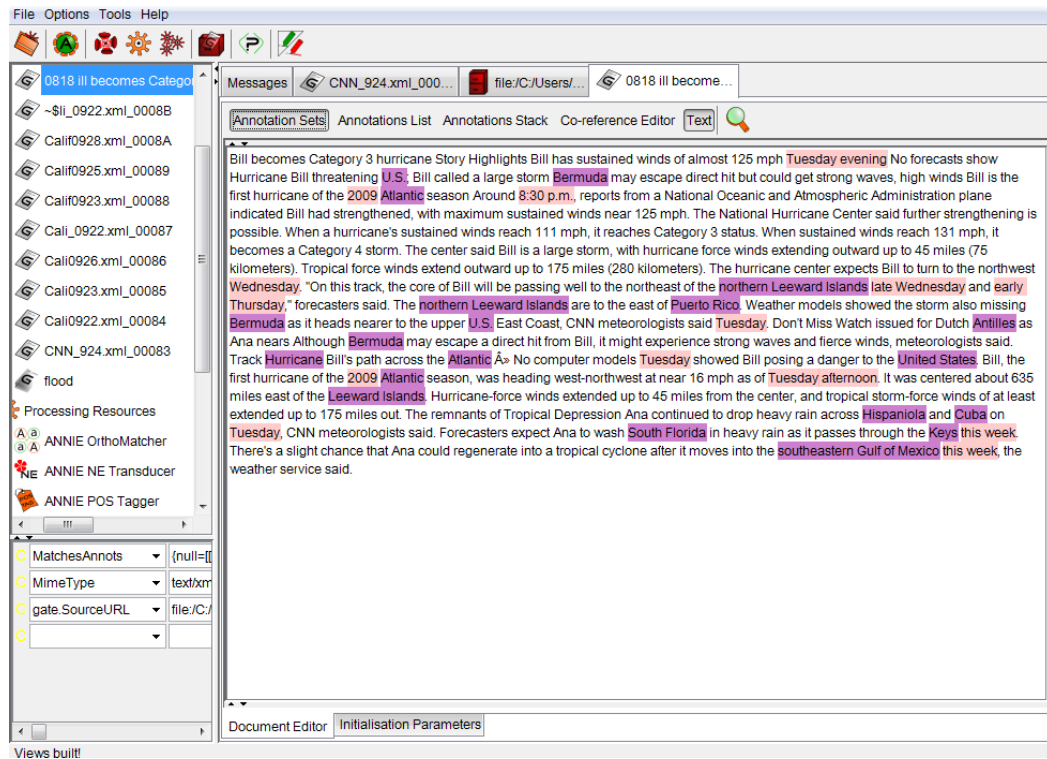 File Options Tools Help
0818 ill becomes Categor
~$li_0922.xml_0008B
Calif0928.xml_0008A
Calif0925.xml_00089
Calif0923.xml_00088
Cali_0922.xml_00087
Cali0926.xml_00086
Cali0923.xml_00085
Cali0922.xml_00084
CNN_924.xml_00083
flood
Processing Resources
ANNIE OrthoMatcher
ANNIE NE Transducer
ANNIE POS Tagger
MatchesAnnots {null=[[
MimeType text/xm
gate.SourceURL file:/C:/
Messages CNN_924.xml_000... file:/C:/Users/... 0818 ill become...
Annotation Sets Annotations List Annotations Stack Co-reference Editor Text
Bill becomes Category 3 hurricane Story Highlights Bill has sustained winds of almost 125 mph Tuesday evening No forecasts show
Hurricane Bill threatening U.S.; Bill called a large storm Bermuda may escape direct hit but could get strong waves, high winds Bill is the
first hurricane of the 2009 Atlantic season Around 8:30 p.m., reports from a National Oceanic and Atmospheric Administration plane
indicated Bill had strengthened, with maximum sustained winds near 125 mph. The National Hurricane Center said further strengthening is
possible. When a hurricane's sustained winds reach 111 mph, it reaches Category 3 status. When sustained winds reach 131 mph, it
becomes a Category 4 storm. The center said Bill is a large storm, with hurricane force winds extending outward up to 45 miles (75
kilometers). Tropical force winds extend outward up to 175 miles (280 kilometers). The hurricane center expects Bill to turn to the northwest
Wednesday. "On this track, the core of Bill will be passing well to the northeast of the northern Leeward Islands late Wednesday and early
Thursday," forecasters said. The northern Leeward Islands are to the east of Puerto Rico. Weather models showed the storm also missing
Bermuda as it heads nearer to the upper U.S. East Coast, CNN meteorologists said Tuesday. Don't Miss Watch issued for Dutch Antilles as
Ana nears Although Bermuda may escape a direct hit from Bill, it might experience strong waves and fierce winds, meteorologists said.
Track Hurricane Bill's path across the Atlantic Â» No computer models Tuesday showed Bill posing a danger to the United States. Bill, the
first hurricane of the 2009 Atlantic season, was heading west-northwest at near 16 mph as of Tuesday afternoon. It was centered about 635
miles east of the Leeward Islands. Hurricane-force winds extended up to 45 miles from the center, and tropical storm-force winds of at least
extended up to 175 miles out. The remnants of Tropical Depression Ana continued to drop heavy rain across Hispaniola and Cuba on
Tuesday, CNN meteorologists said. Forecasters expect Ana to wash South Florida in heavy rain as it passes through the Keys this week.
There's a slight chance that Ana could regenerate into a tropical cyclone after it moves into the southeastern Gulf of Mexico this week, the
weather service said.
Document Editor Initialisation Parameters
Views built!